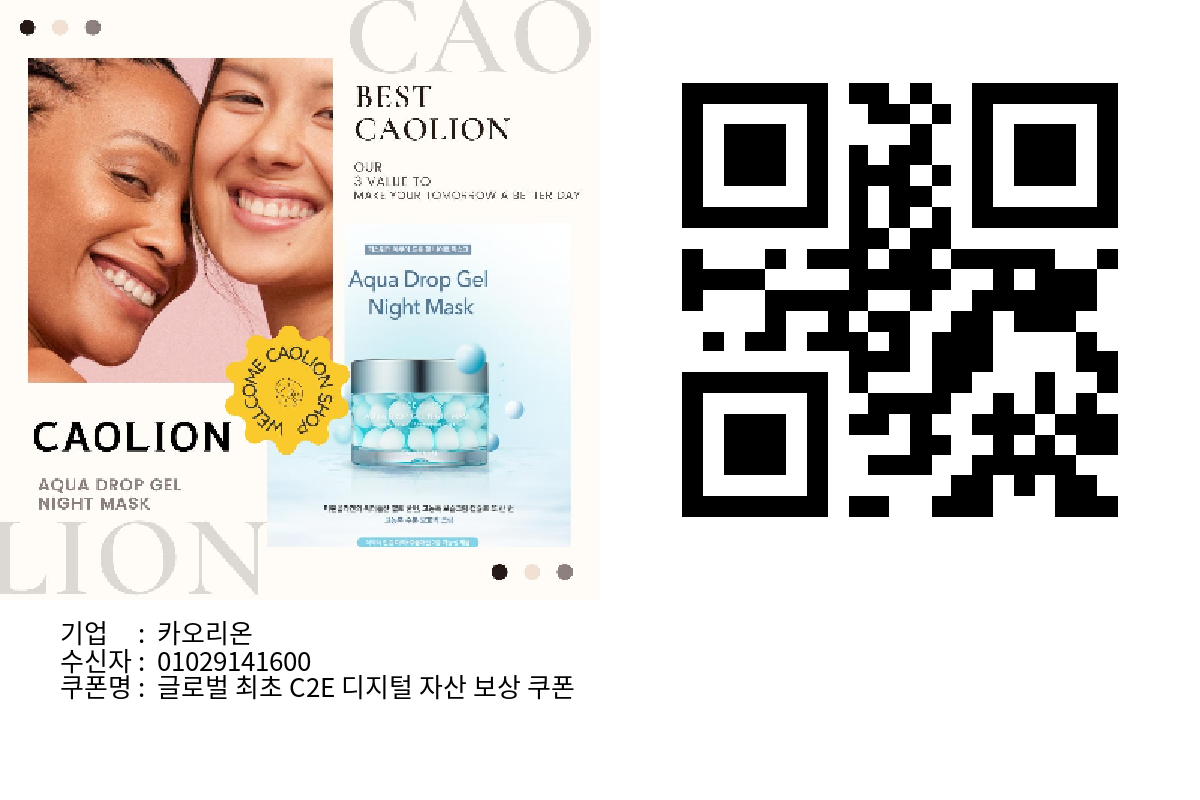 CAO
BEST
CAOLION
OUR
3 VALUE TO
MAKE YOUR TOMORROW A BETTER DAY
Aqua Drop Gel
Night Mask
WELCOME CAOLION SHOP
CAOLION
AQUA DROP GEL
NIGHT MASK
LION
기업 : 카오리온
수신자 : 01029141600
쿠폰명 : 글로벌 최초 C2E 디지털 자산 보상 쿠폰